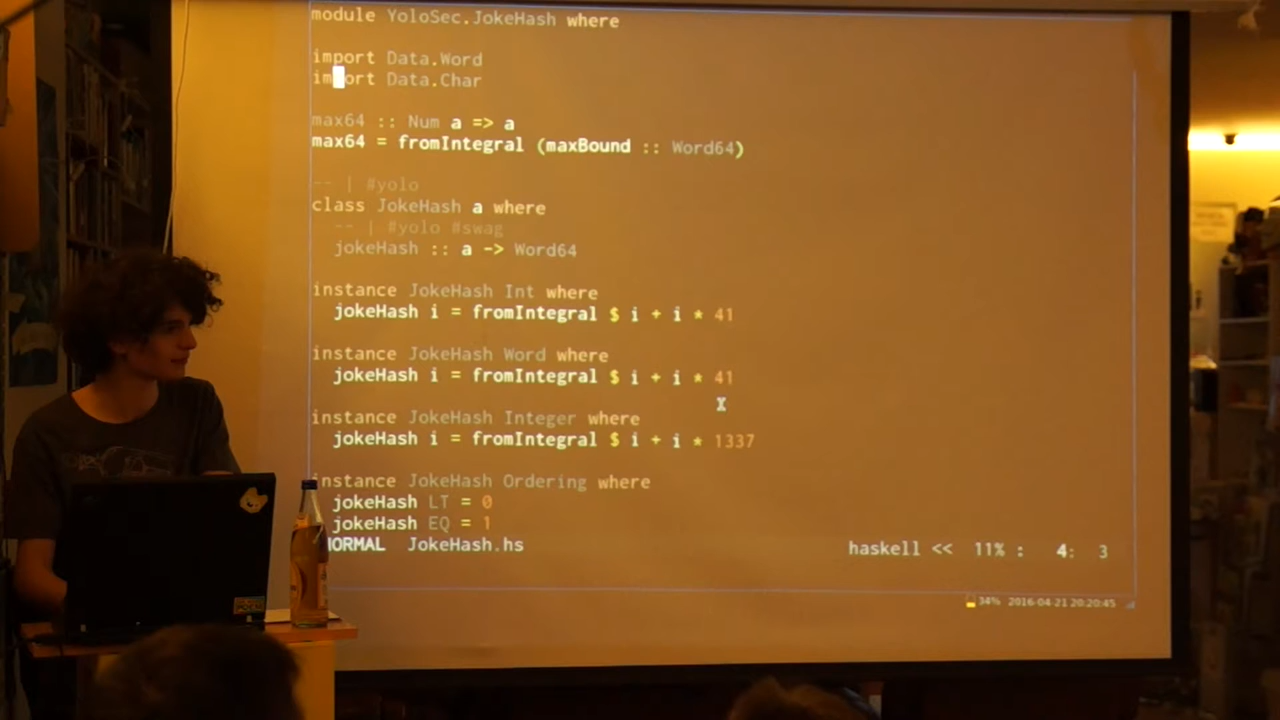 module YoloSec.JokeHash where
import Data.Word
import Data.Char
max64 :: Num a => a
max64 = fromIntegral (maxBound :: Word64)
-- | #yolo
class JokeHash a where
-- | #yolo #swag
jokeHash :: a -> Word64
instance JokeHash Int where
jokeHash i = fromIntegral $ i + i * 41
instance JokeHash Word where
jokeHash i = fromIntegral $ i + i * 41
instance JokeHash Integer where
jokeHash i = fromIntegral $ i + i * 1337
instance JokeHash Ordering where
jokeHash LT = 0
jokeHash EQ = 1
NORMAL JokeHash.hs haskell << 11% : 4: 3
34% 2016-04-21 20:20:45